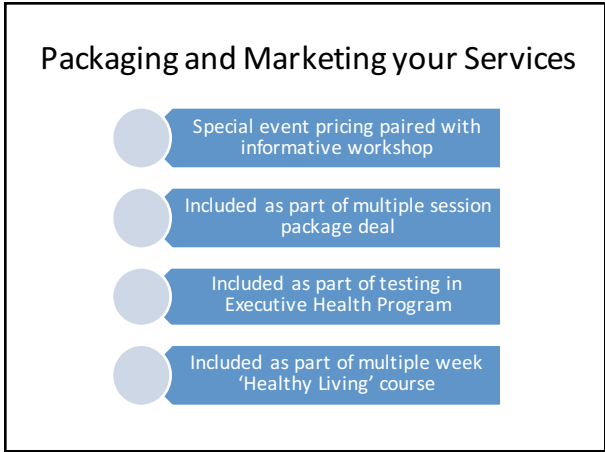 Packaging and Marketing your Services
Special event pricing paired with
informative workshop
Included as part of multiple session
package deal
Included as part of testing in
Executive Health Program
Included as part of multiple week
‘Healthy Living’ course